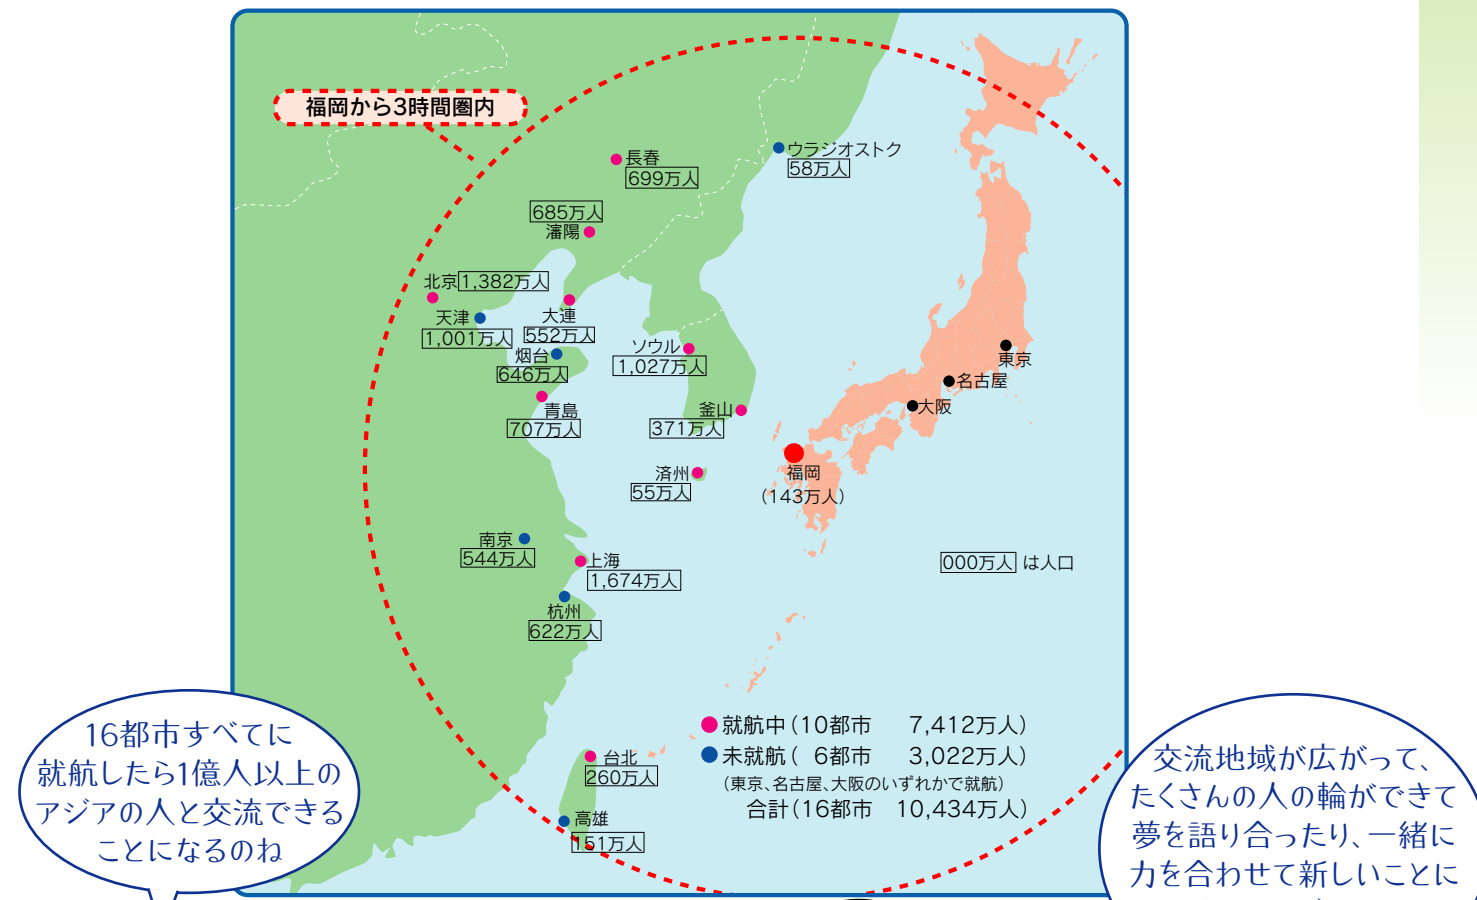 福岡から3時間圏内
長春
699万人
ウラジオストク
58万人
685万人
瀋陽
北京 1,382万人
天津
1,001万人
大連
552万人
烟台
646万人
ソウル
1,027万人
青島
707万人
釜山
371万人
済州
55万人
福岡
(143万人)
東京
名古屋
大阪
南京
544万人
上海
1,674万人
杭州
622万人
000万人 は人口
台北
260万人
高雄
151万人
就航中(10都市 7,412万人)
未就航( 6都市 3,022万人)
(東京、名古屋、大阪のいずれかで就航)
合計(16都市 10,434万人)
16都市すべてに
就航したら1億人以上の
アジアの人と交流できる
ことになるのね
交流地域が広がって、
たくさんの人の輪ができて
夢を語り合ったり、一緒に
力を合わせて新しいことに